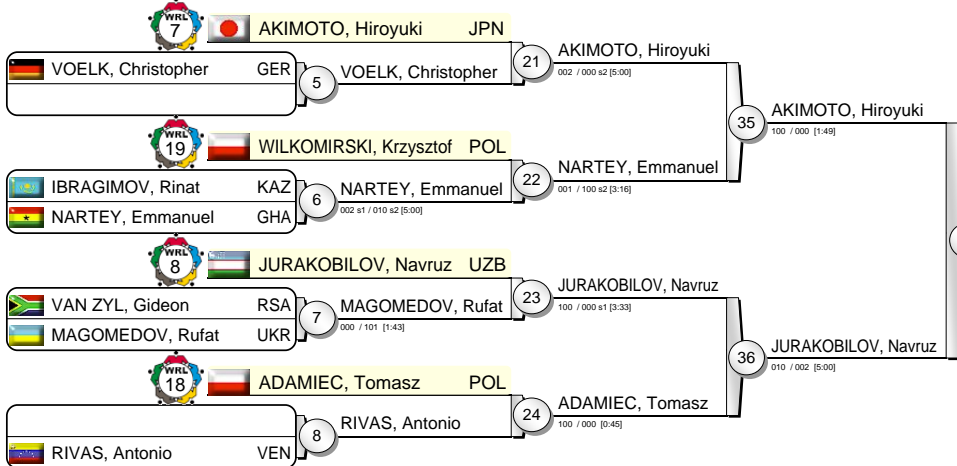 WRL
7 AKIMOTO, Hiroyuki JPN
VOELK, Christopher GER
5 VOELK, Christopher
21 AKIMOTO, Hiroyuki
002 / 000 s2 [5:00]
WRL
19 WILKOMIRSKI, Krzysztof POL
IBRAGIMOV, Rinat KAZ
NARTEY, Emmanuel GHA
6 NARTEY, Emmanuel
002 s1 / 010 s2 [5:00]
22 NARTEY, Emmanuel
001 / 100 s2 [3:16]
35 AKIMOTO, Hiroyuki
100 / 000 [1:49]
WRL
8 JURAKOBILOV, Navruz UZB
VAN ZYL, Gideon RSA
MAGOMEDOV, Rufat UKR
7 MAGOMEDOV, Rufat
000 / 101 [1:43]
23 JURAKOBILOV, Navruz
100 / 000 s1 [3:33]
WRL
18 ADAMIEC, Tomasz POL
RIVAS, Antonio VEN
8 RIVAS, Antonio
24 ADAMIEC, Tomasz
100 / 000 [0:45]
36 JURAKOBILOV, Navruz
010 / 002 [5:00]